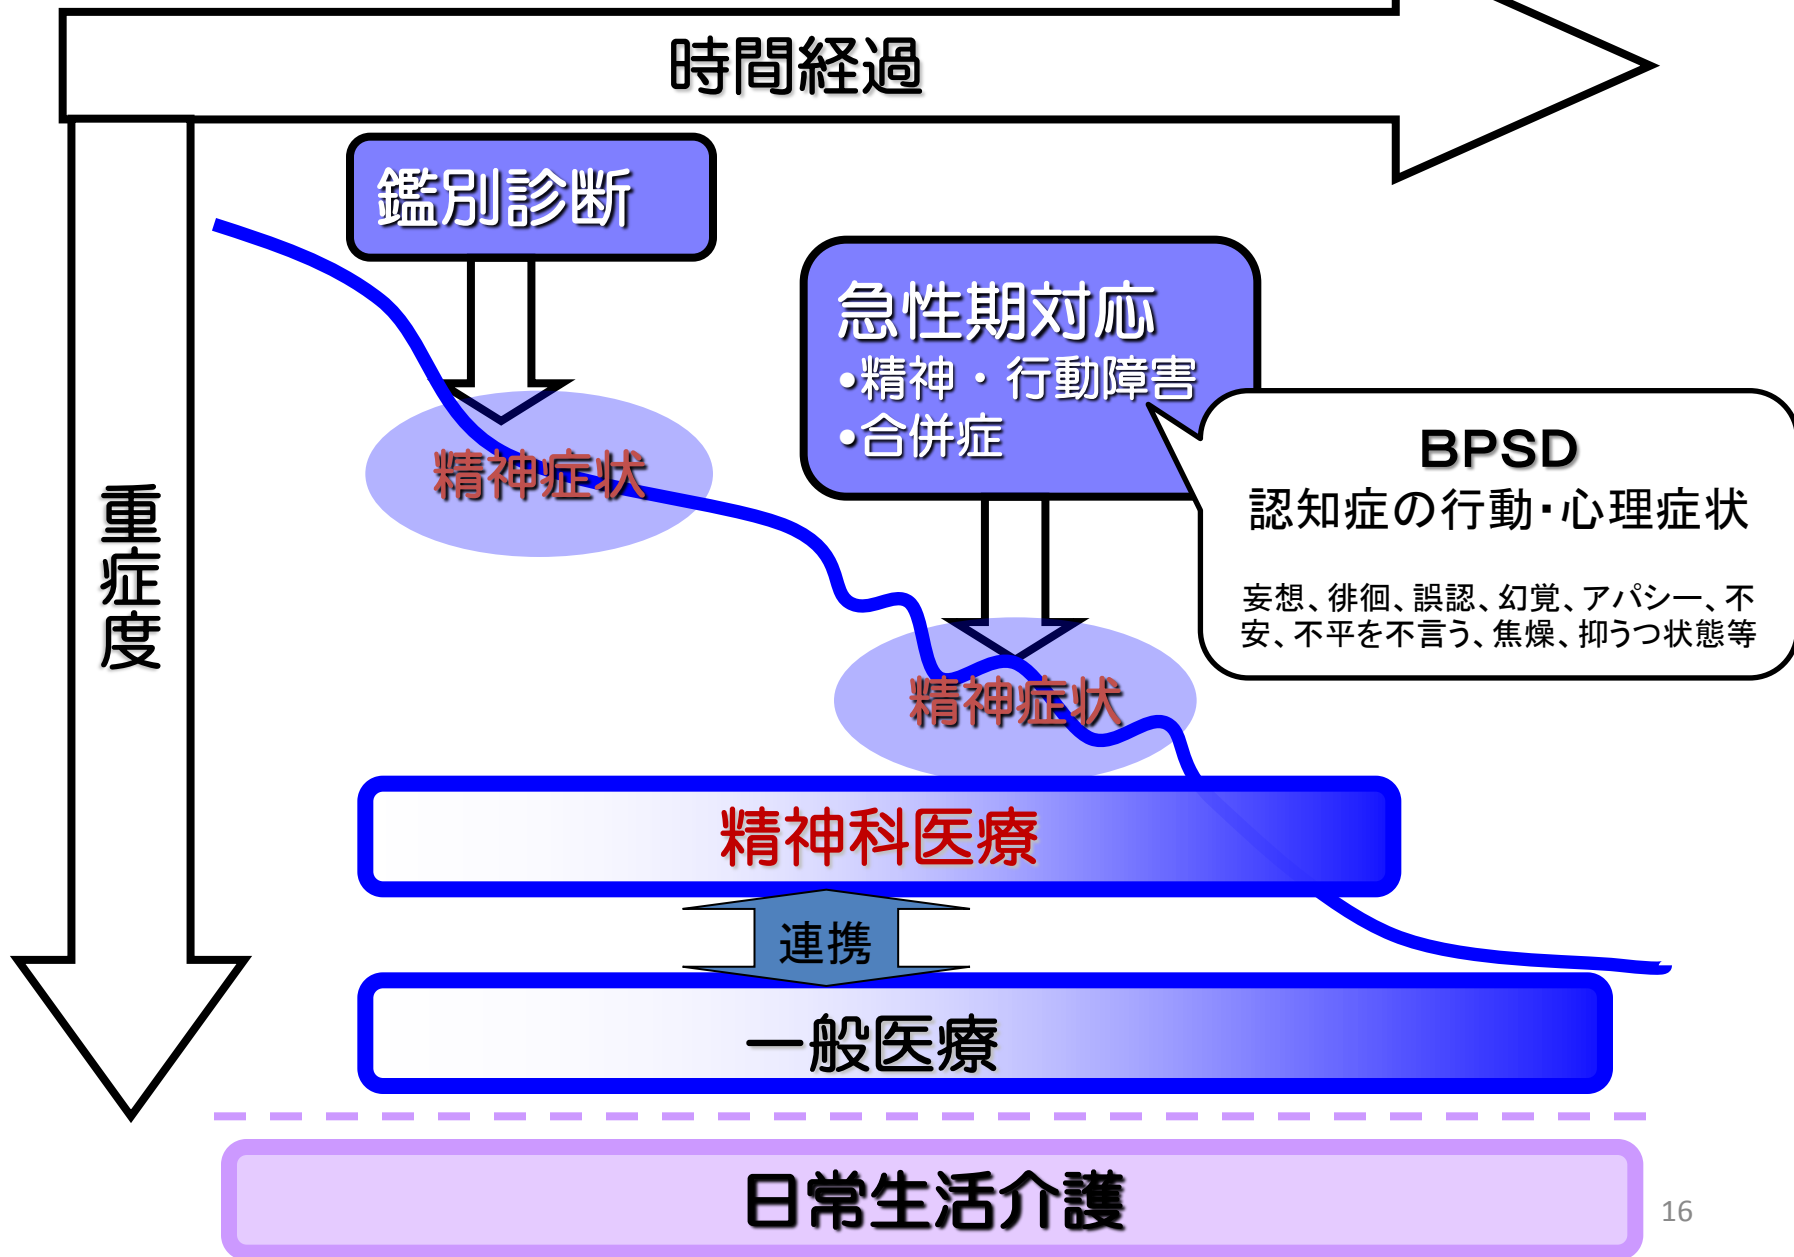 時間経過
重症度
鑑別診断
精神症状
急性期対応
•精神・行動障害
•合併症
BPSD
認知症の行動･心理症状
妄想、徘徊、誤認、幻覚、アパシー、不
安、不平を不言う、焦燥、抑うつ状態等
精神症状
精神科医療
連携
一般医療
日常生活介護
16